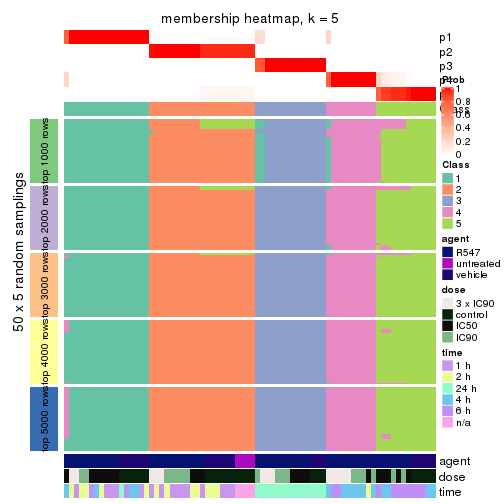 membership heatmap, k = 5
p1
p2
p3
p4
Prob
1
0.8
0.6
0.4
0.2
0
Class
1
2
3
4
5
agent
R547
untreated
vehicle
dose
3 x IC90
control
IC50
IC90
time
1 h
2 h
24 h
4 h
6 h
n/a
50 x 5 random samplings
top 1000 rows
top 2000 rows
top 3000 rows
top 4000 rows
top 5000 rows
agent
dose
time